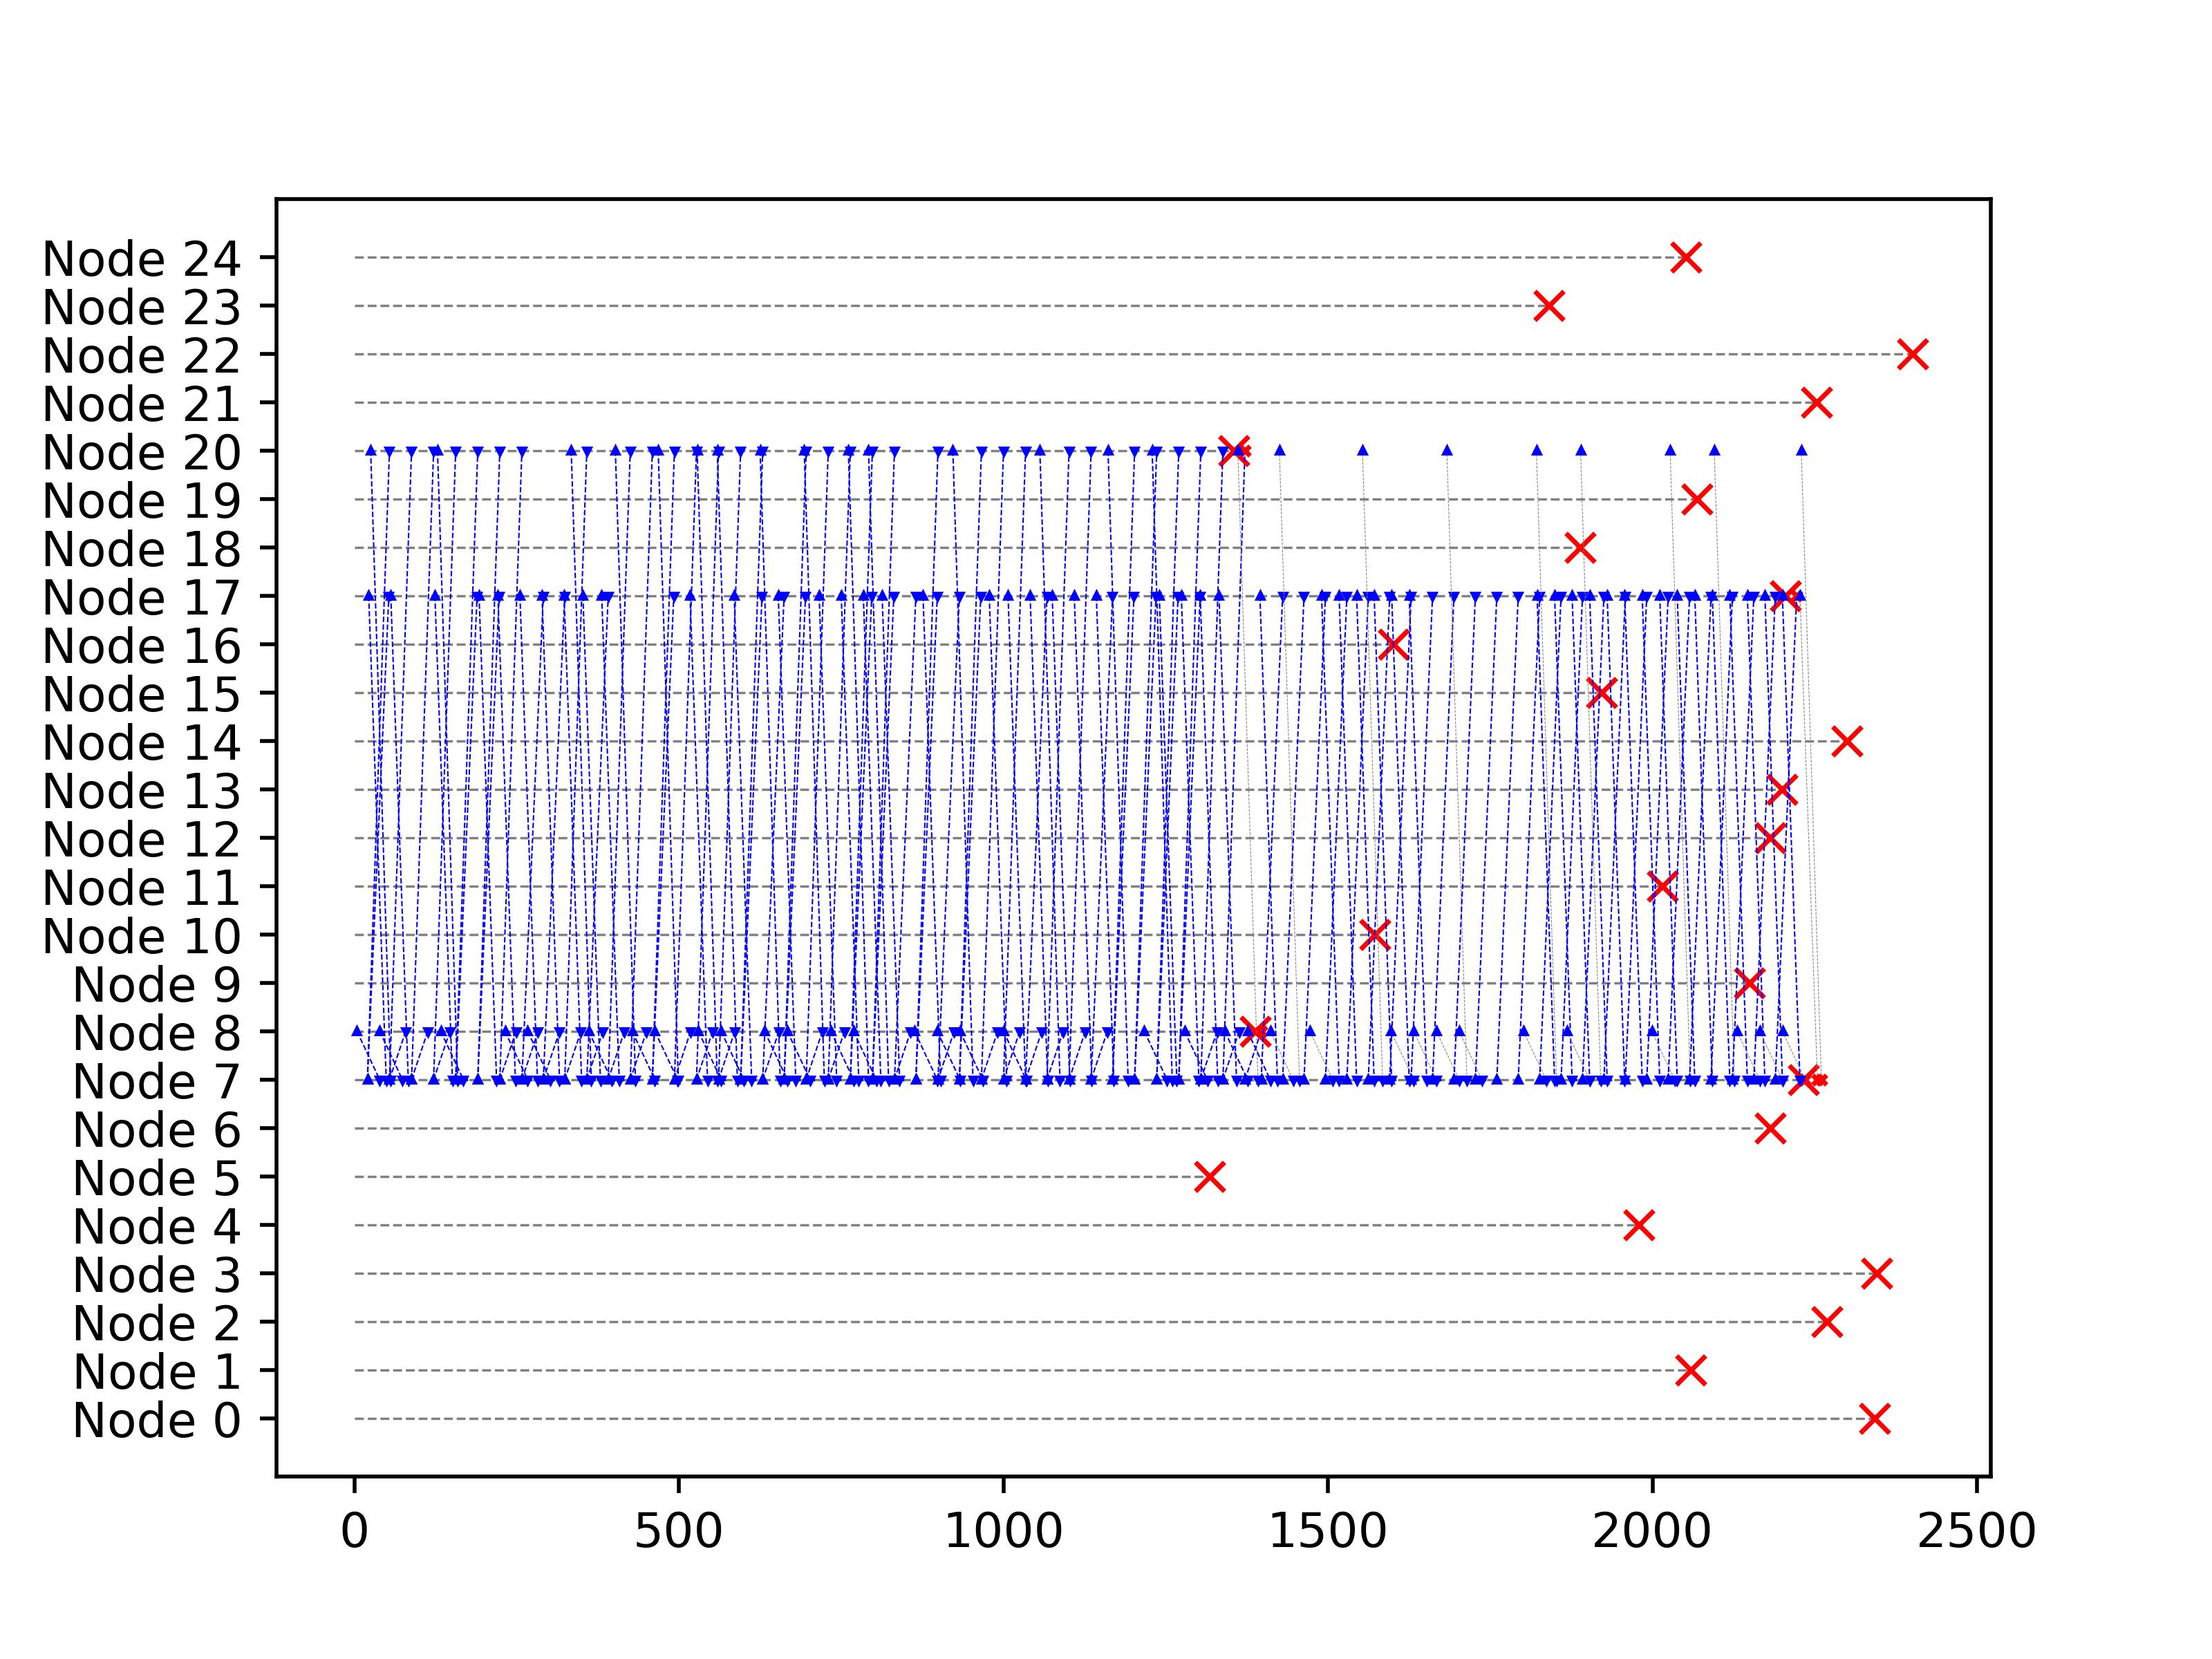 Node 24
Node 23
Node 22
Node 21
Node 20
Node 19
Node 18
Node 17
Node 16
Node 15
Node 14
Node 13
Node 12
Node 11
Node 10
Node 9
Node 8
Node 7
Node 6
Node 5
Node 4
Node 3
Node 2
Node 1
Node 0
0 500 1000 1500 2000 2500